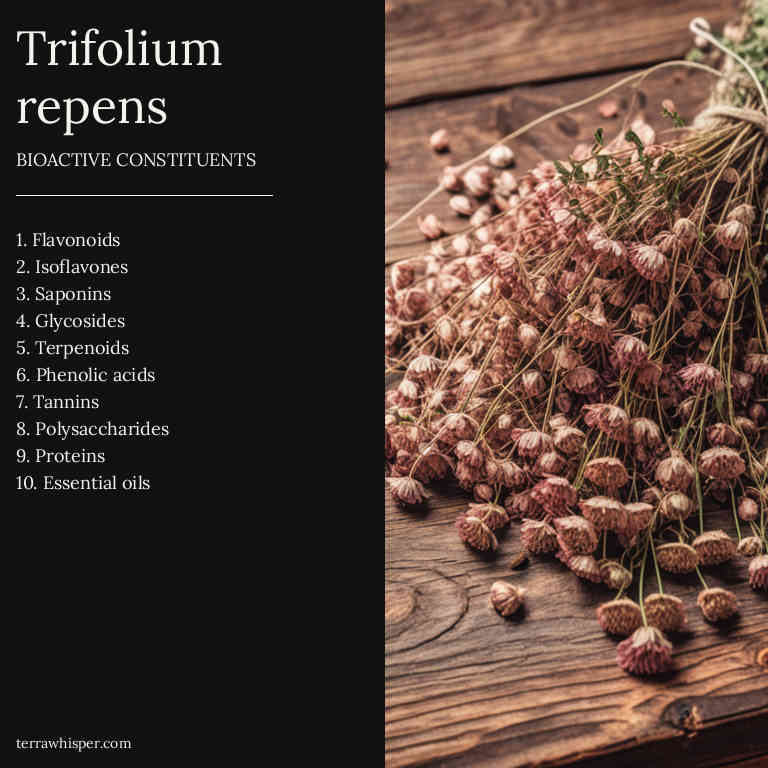 Trifolium
repens
BIOACTIVE CONSTITUENTS
1. Flavonoids
2. Isoflavones
3. Saponins
4. Glycosides
5. Terpenoids
6. Phenolic acids
7. Tannins
8. Polysaccharides
9. Proteins
10. Essential oils
terrawhisper.com